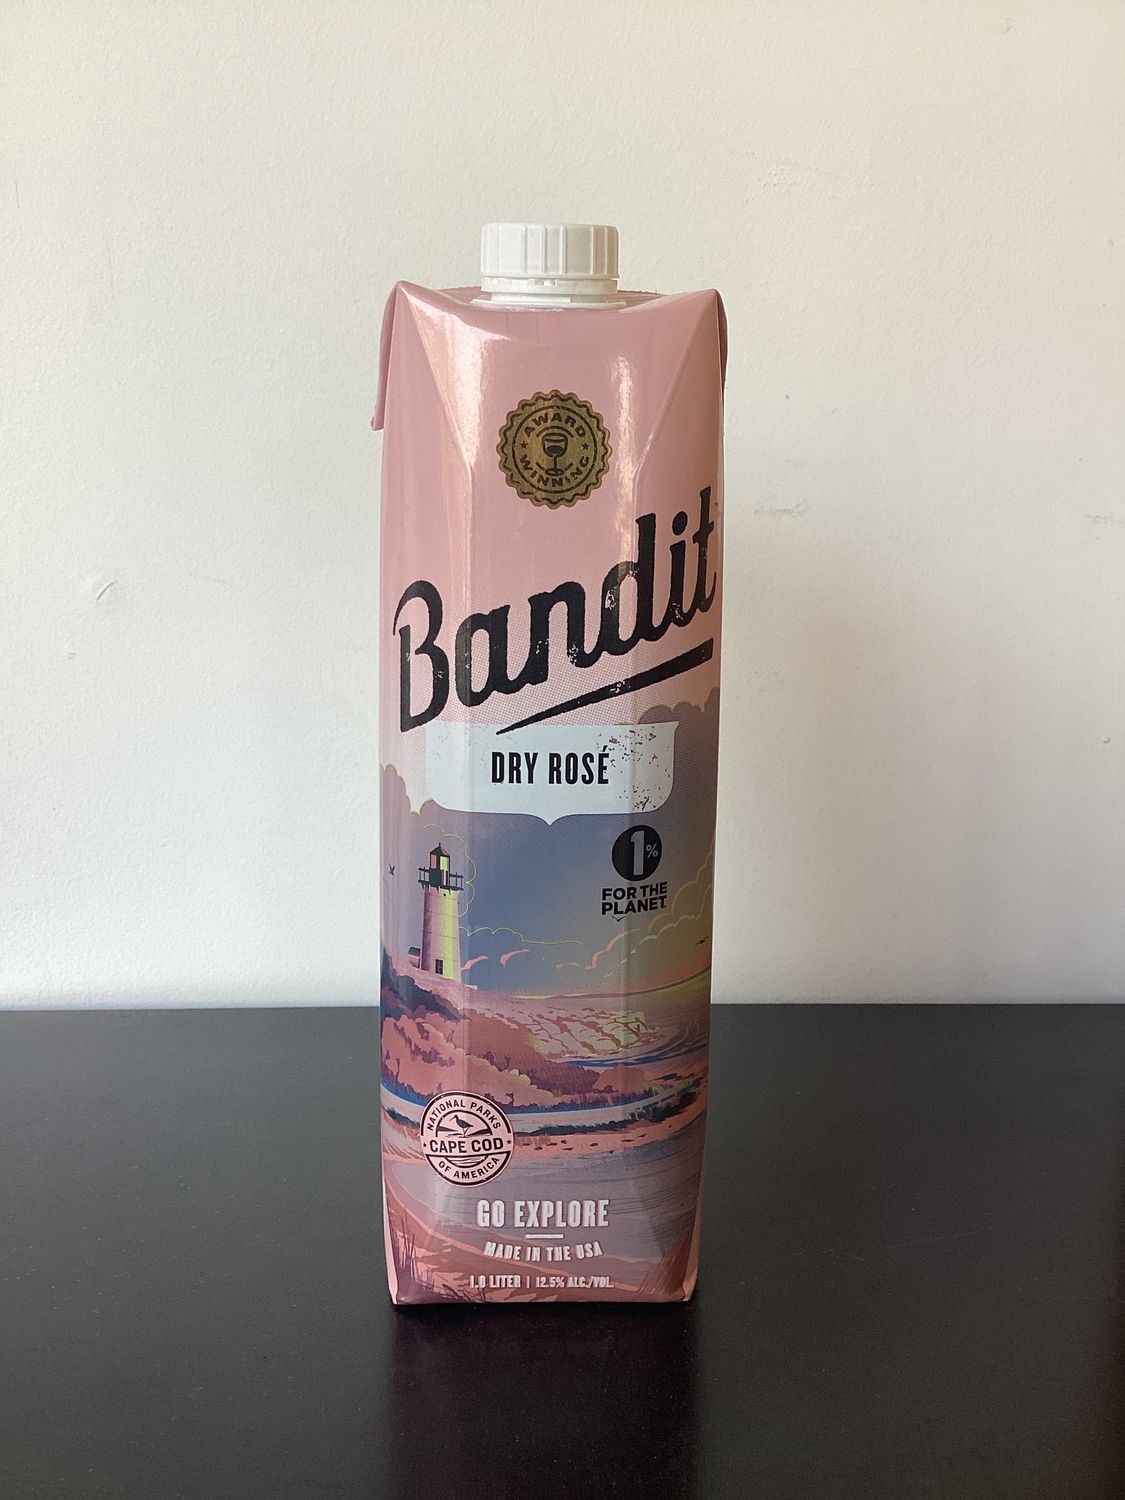 AWARD
WINNING
Bandit
DRY ROSÉ
1%
FOR THE
PLANET
NATIONAL PARKS
CAPE COD
OF AMERICA
GO EXPLORE
MADE IN THE USA
1.0 LITER | 12.5% ALC./VOL.